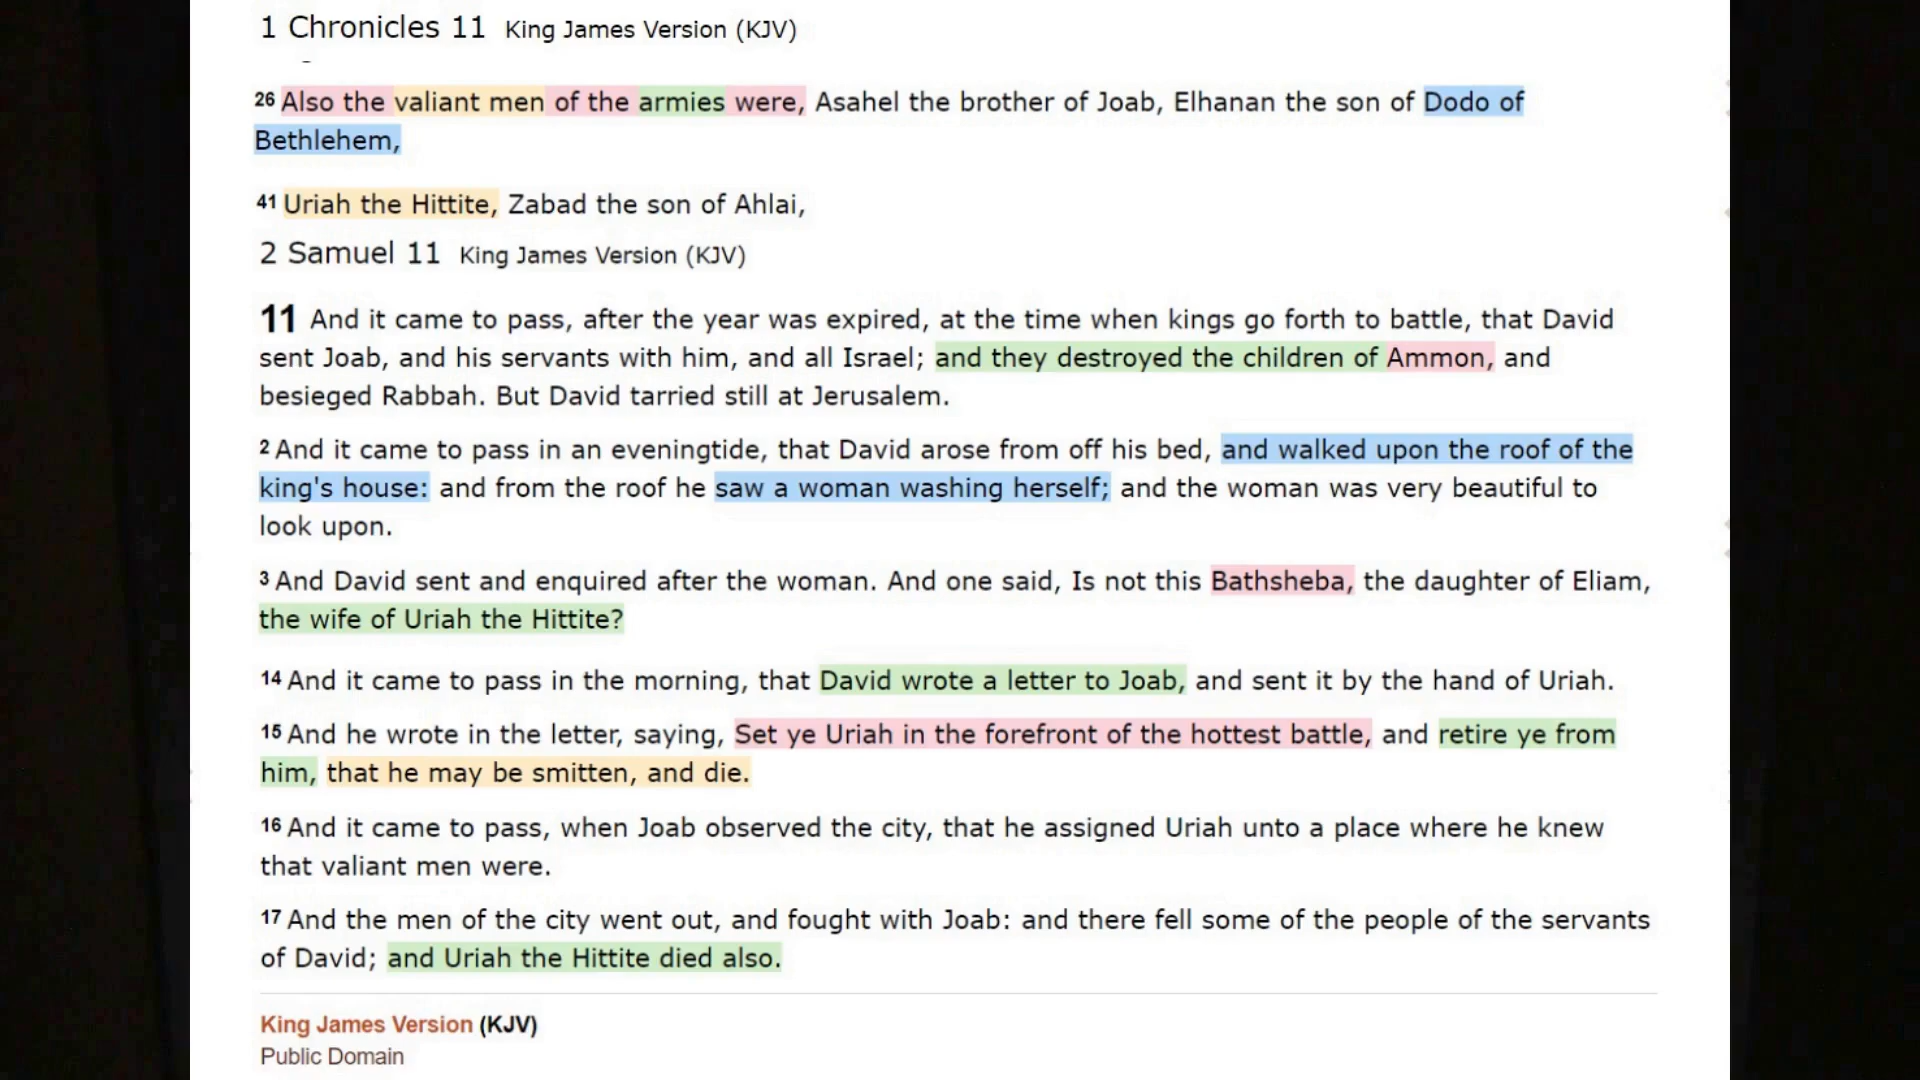 1 Chronicles 11 King James Version (KJV)
26 Also the valiant men of the armies were, Asahel the brother of Joab, Elhanan the son of Dodo of
Bethlehem,
41 Uriah the Hittite, Zabad the son of Ahlai,
2 Samuel 11 King James Version (KJV)
11 And it came to pass, after the year was expired, at the time when kings go forth to battle, that David
sent Joab, and his servants with him, and all Israel; and they destroyed the children of Ammon, and
besieged Rabbah. But David tarried still at Jerusalem.
2 And it came to pass in an eveningtide, that David arose from off his bed, and walked upon the roof of the
king's house: and from the roof he saw a woman washing herself; and the woman was very beautiful to
look upon.
3 And David sent and enquired after the woman. And one said, Is not this Bathsheba, the daughter of Eliam,
the wife of Uriah the Hittite?
14 And it came to pass in the morning, that David wrote a letter to Joab, and sent it by the hand of Uriah.
15 And he wrote in the letter, saying, Set ye Uriah in the forefront of the hottest battle, and retire ye from
him, that he may be smitten, and die.
16 And it came to pass, when Joab observed the city, that he assigned Uriah unto a place where he knew
that valiant men were.
17 And the men of the city went out, and fought with Joab: and there fell some of the people of the servants
of David; and Uriah the Hittite died also.
King James Version (KJV)
Public Domain